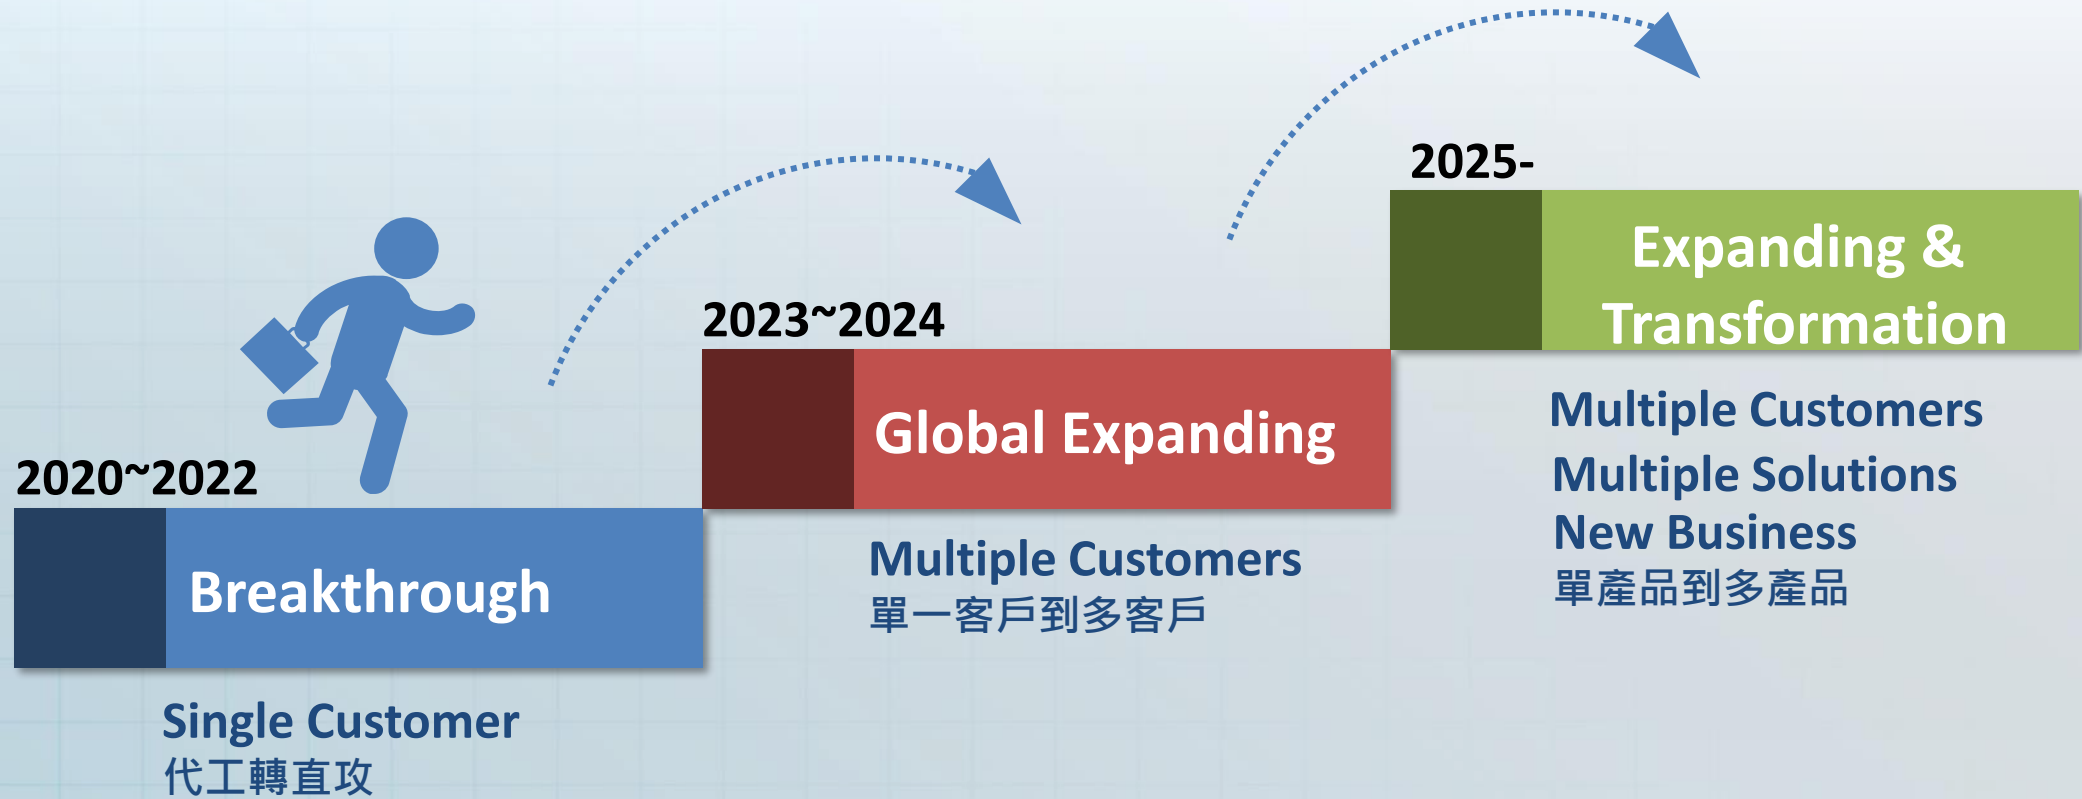 2020~2022
Breakthrough
Single Customer
代工轉直攻
2023~2024
Global Expanding
Multiple Customers
單一客戶到多客戶
2025-
Expanding &
Transformation
Multiple Customers
Multiple Solutions
New Business
單產品到多產品